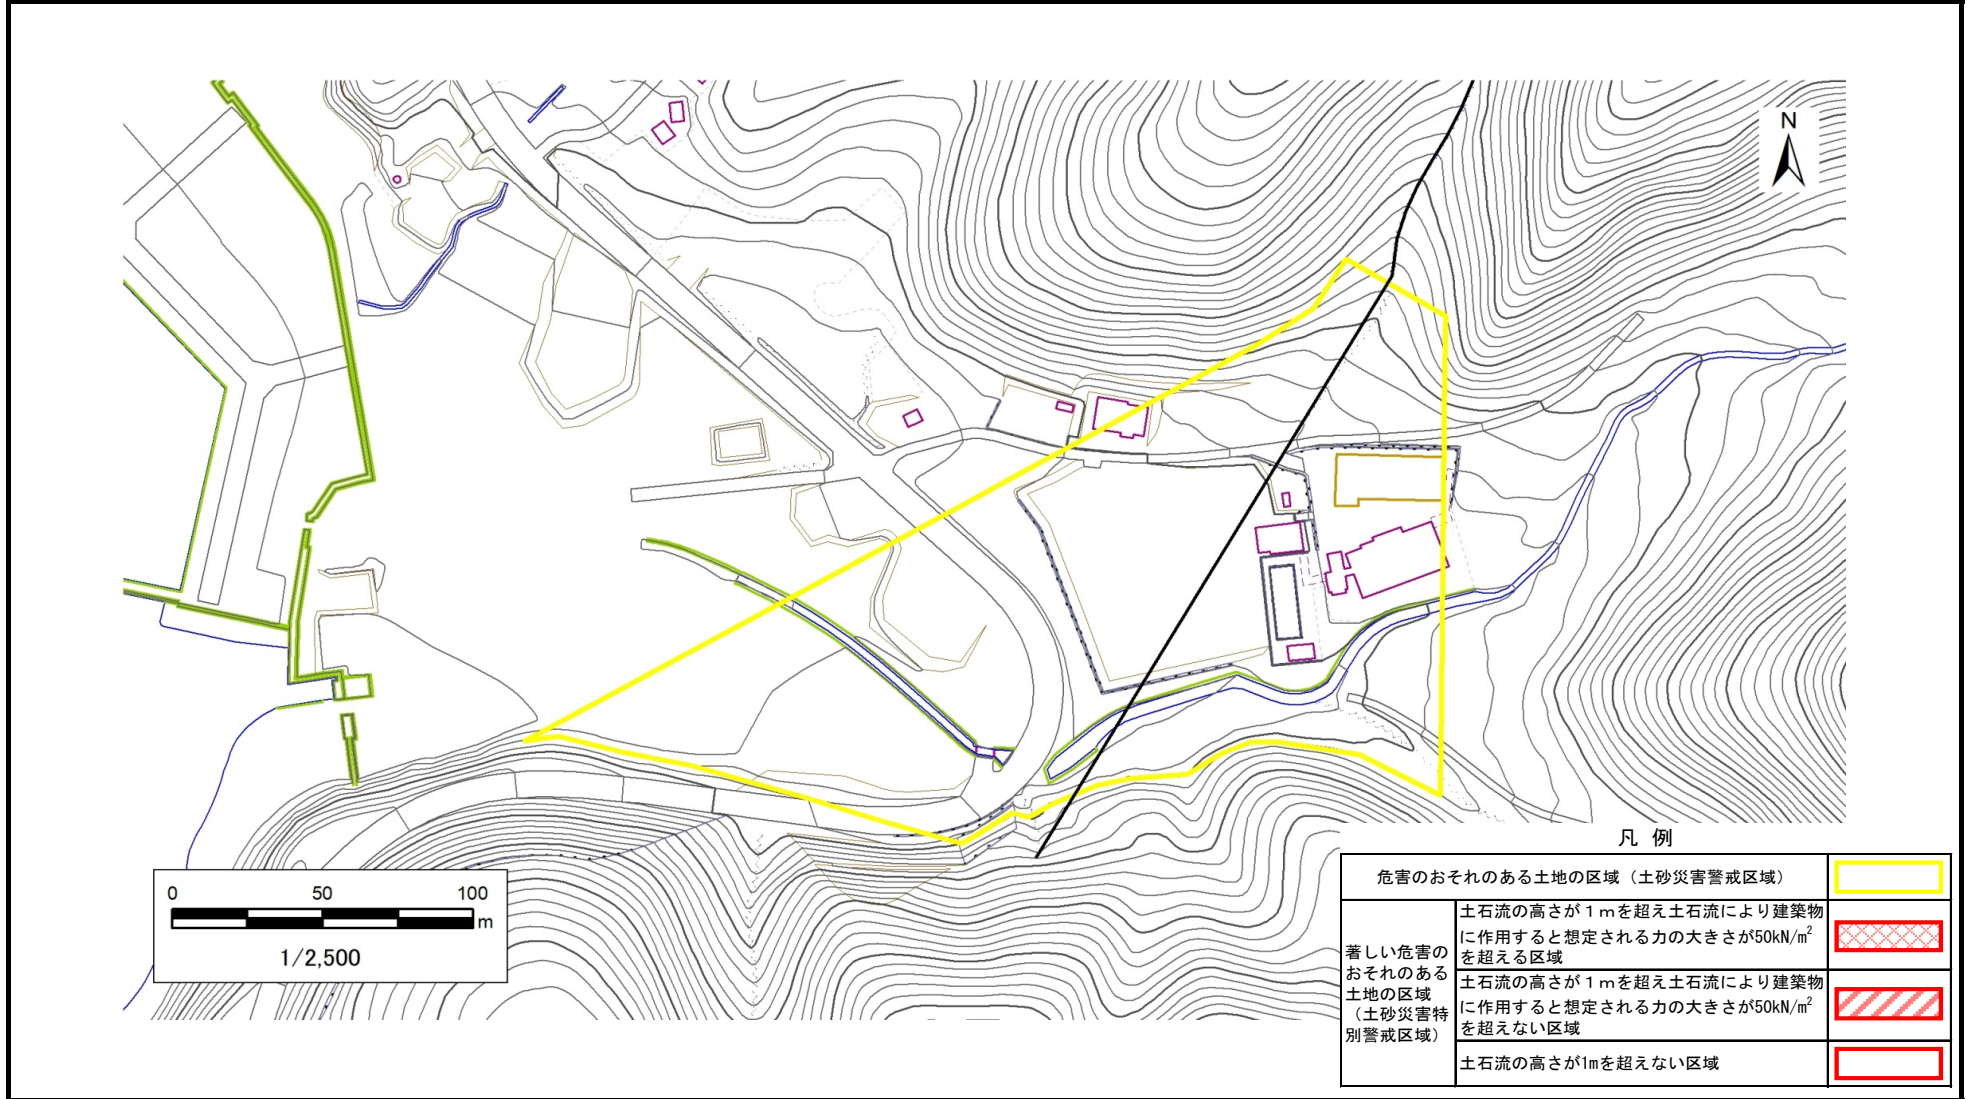 N
0 50 100
m
1/2,500
凡 例
危害のおそれのある土地の区域（土砂災害警戒区域）
著しい危害の
おそれのある
土地の区域
（土砂災害特
別警戒区域）
土石流の高さが１ｍを超え土石流により建築物
に作用すると想定される力の大きさが50kN/m²
を超える区域
土石流の高さが１ｍを超え土石流により建築物
に作用すると想定される力の大きさが50kN/m²
を超えない区域
土石流の高さが1mを超えない区域